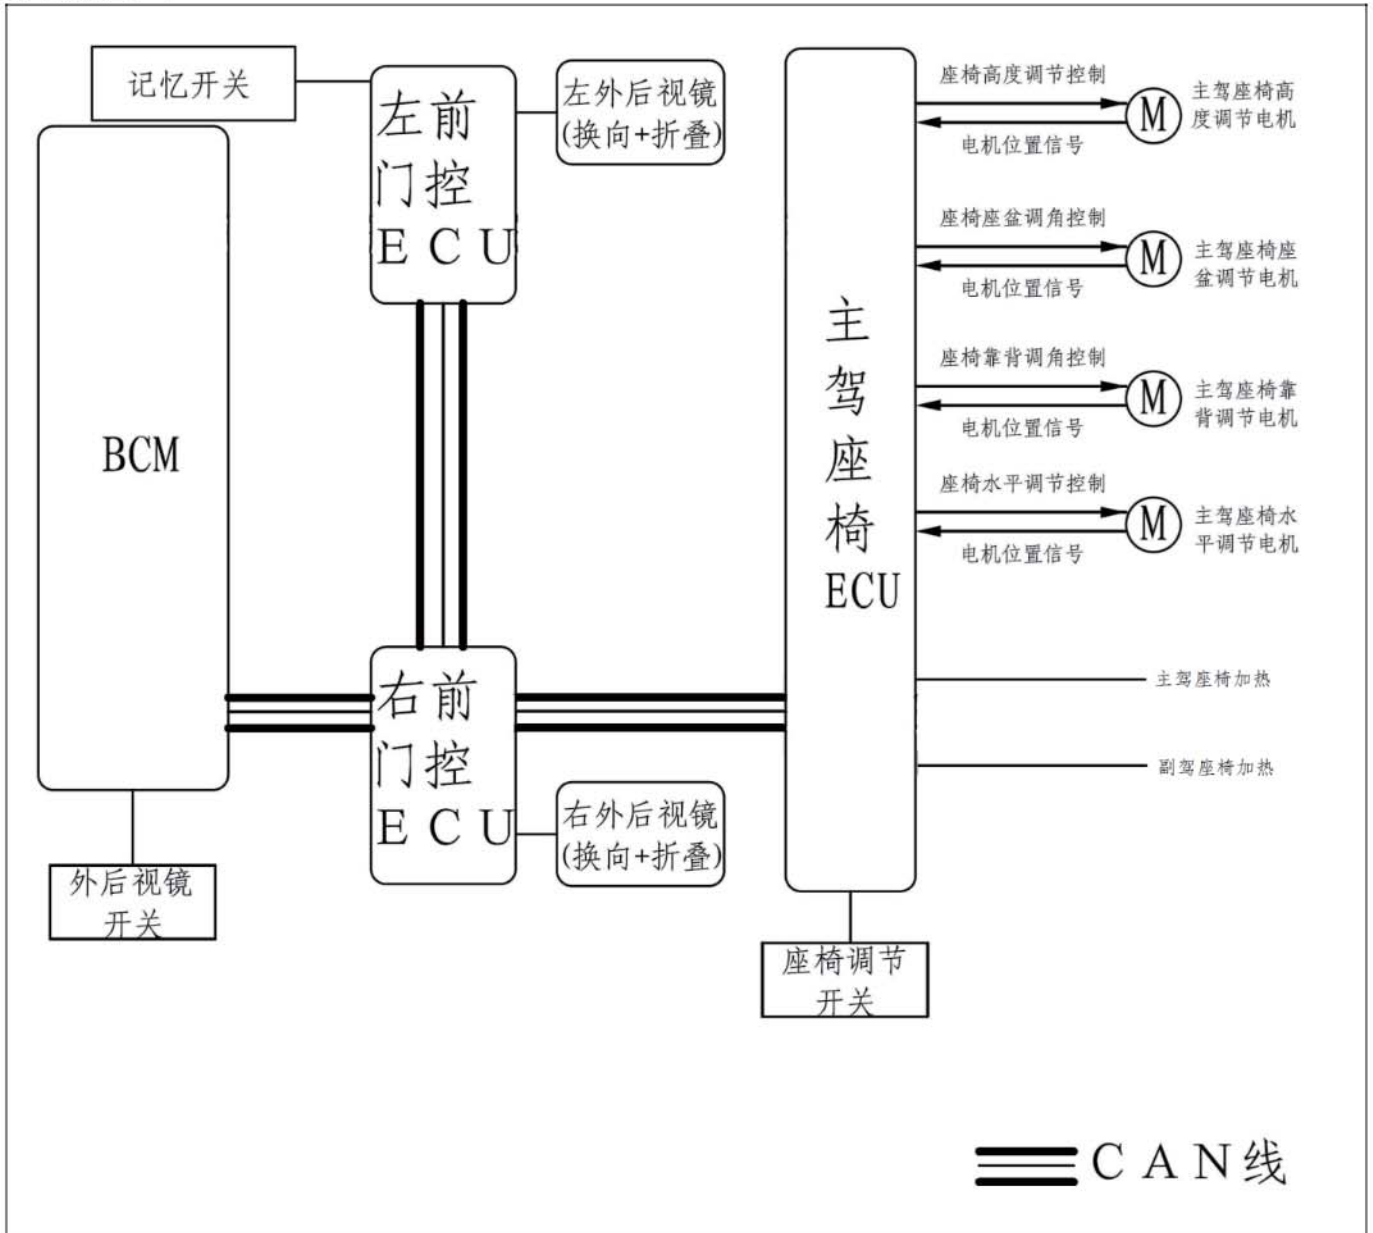 记忆开关
左前
门控
ECU
左外后视镜
(换向+折叠)
BCM
右前
门控
ECU
右外后视镜
(换向+折叠)
外后视镜
开关
主
驾
座
椅
ECU
座椅调节
开关
座椅高度调节控制
电机位置信号
M
主驾座椅高
度调节电机
座椅座盆调角控制
电机位置信号
M
主驾座椅座
盆调节电机
座椅靠背调角控制
电机位置信号
M
主驾座椅靠
背调节电机
座椅水平调节控制
电机位置信号
M
主驾座椅水
平调节电机
主驾座椅加热
副驾座椅加热
CAN线